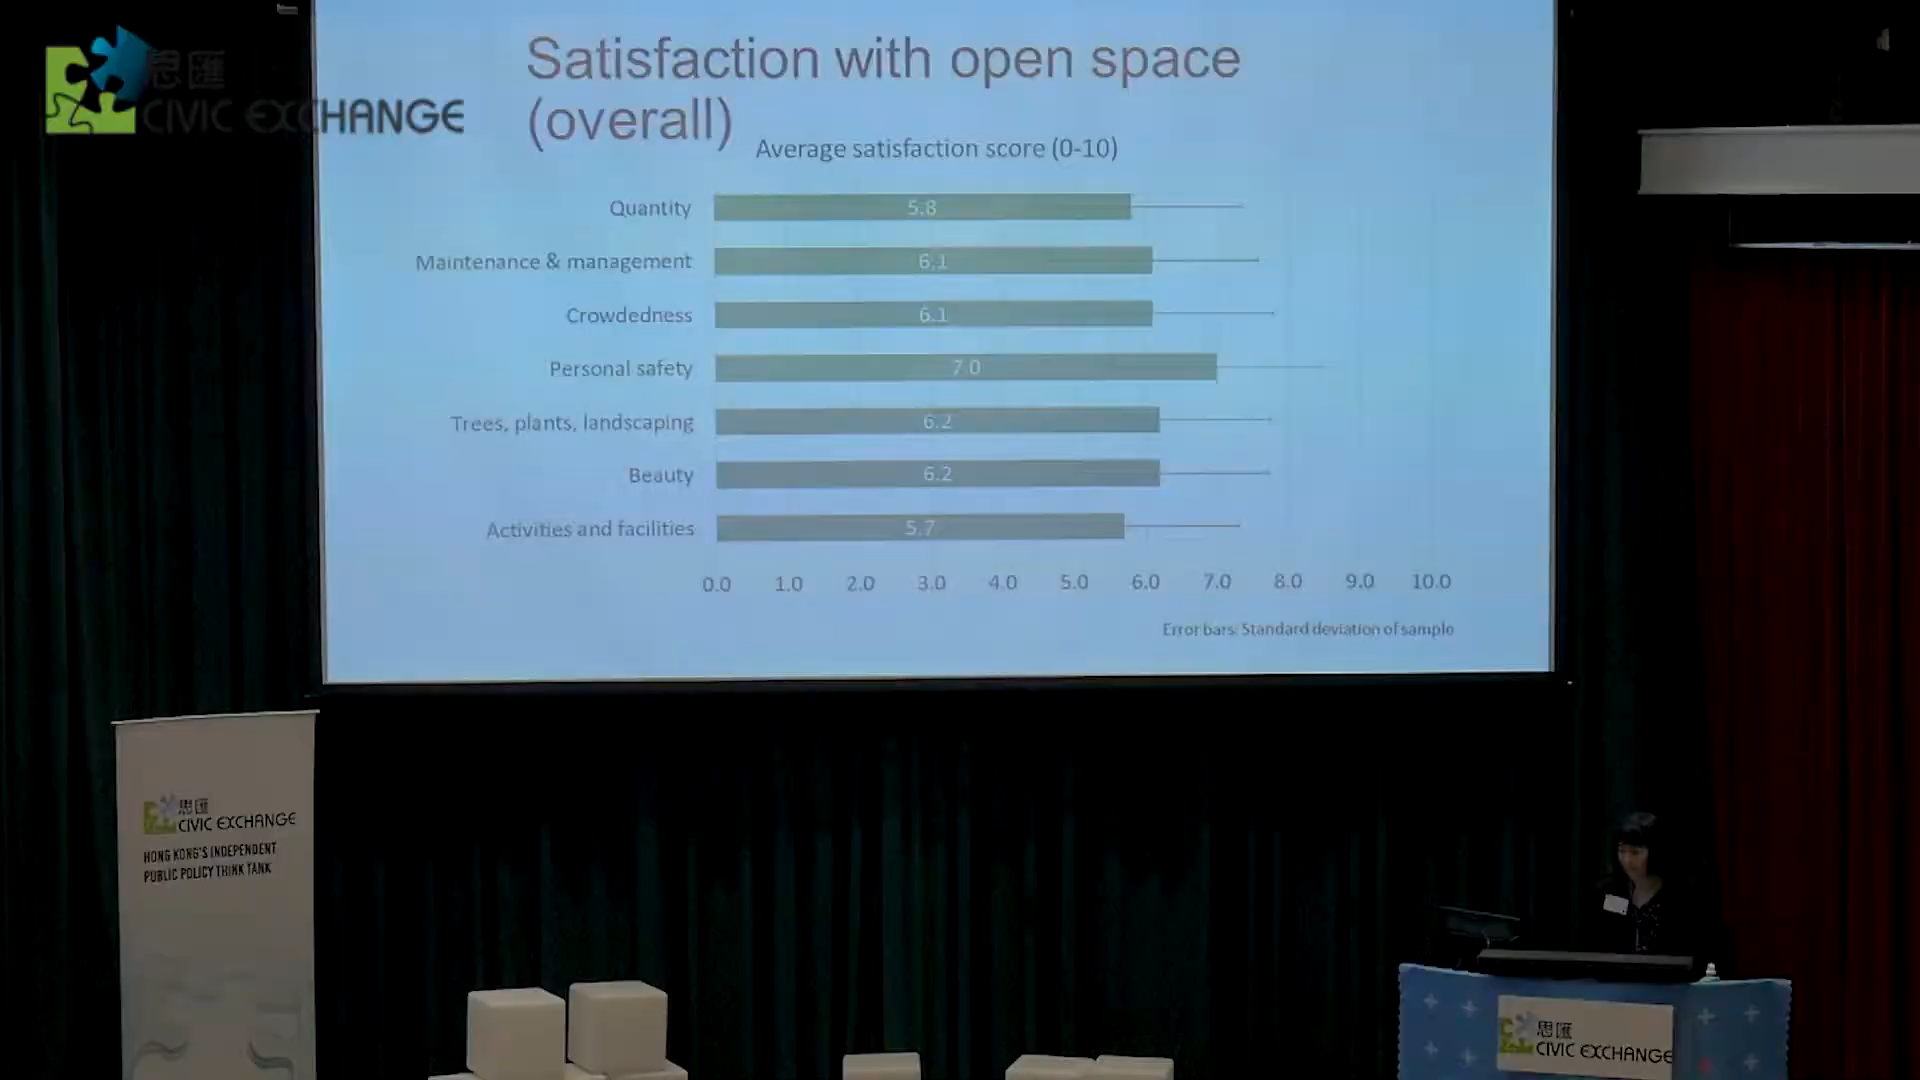 思匯
CIVIC EXCHANGE
Satisfaction with open space
(overall)
Average satisfaction score (0-10)
Quantity 5.8
Maintenance & management 6.1
Crowdedness 6.1
Personal safety 7.0
Trees, plants, landscaping 6.2
Beauty 6.2
Activities and facilities 5.7
0.0 1.0 2.0 3.0 4.0 5.0 6.0 7.0 8.0 9.0 10.0
Error bars: Standard deviation of sample
思匯
CIVIC EXCHANGE
HONG KONG'S INDEPENDENT
PUBLIC POLICY THINK TANK
思匯
CIVIC EXCHANGE